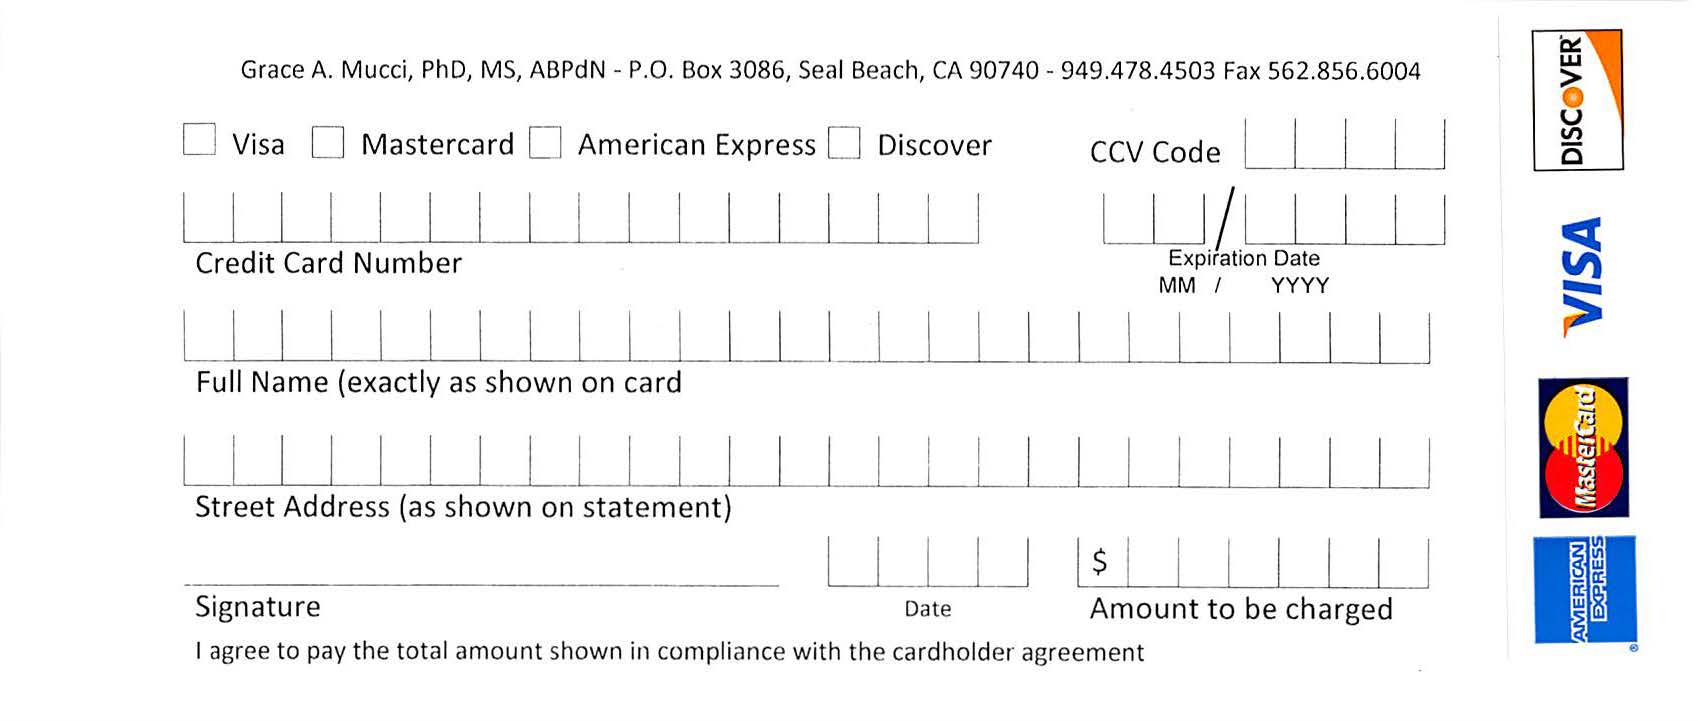 Grace A. Mucci, PhD, MS, ABPdN - P.O. Box 3086, Seal Beach, CA 90740 - 949.478.4503 Fax 562.856.6004
Visa Mastercard American Express Discover CCV Code
Credit Card Number
Expiration Date
MM / YYYY
Full Name (exactly as shown on card
Street Address (as shown on statement)
$
Signature Date Amount to be charged
I agree to pay the total amount shown in compliance with the cardholder agreement
DISCOVER
VISA
MasterCard
AMERICAN
EXPRESS